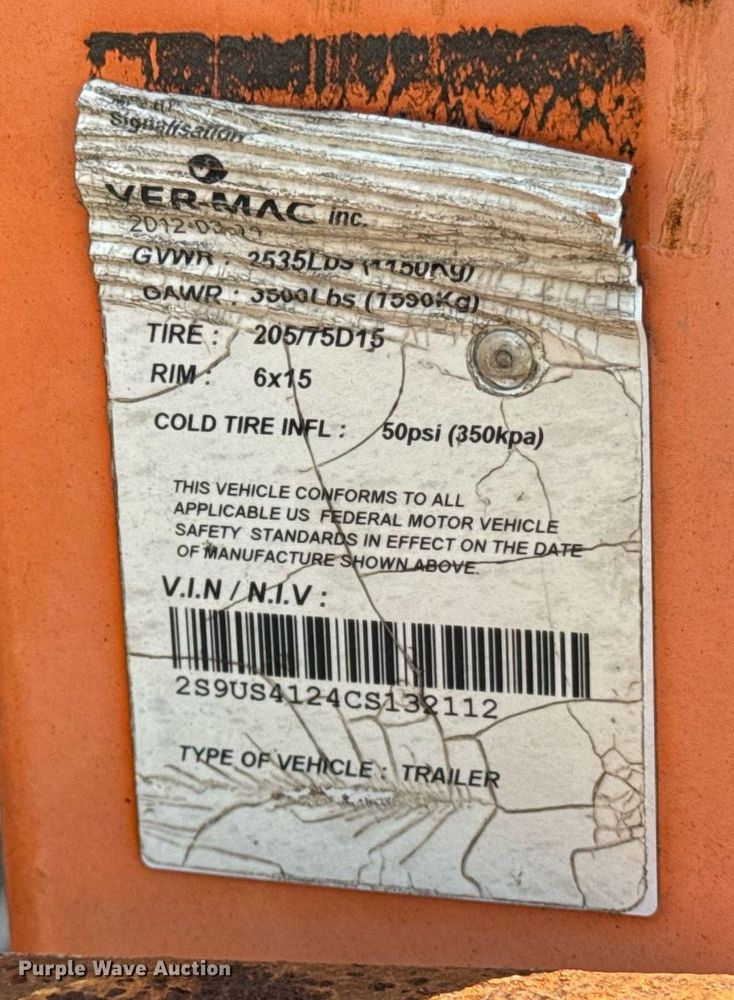 Signalisation
VER-MAC inc.
GVWR : 2535Lbs (1150Kg)
GAWR : 3500Lbs (1590Kg)
TIRE : 205/75D15
RIM : 6x15
COLD TIRE INFL : 50psi (350kpa)
THIS VEHICLE CONFORMS TO ALL
APPLICABLE US FEDERAL MOTOR VEHICLE
SAFETY STANDARDS IN EFFECT ON THE DATE
OF MANUFACTURE SHOWN ABOVE.
V.I.N / N.I.V :
2S9US4124CS132112
TYPE OF VEHICLE : TRAILER
Purple Wave Auction